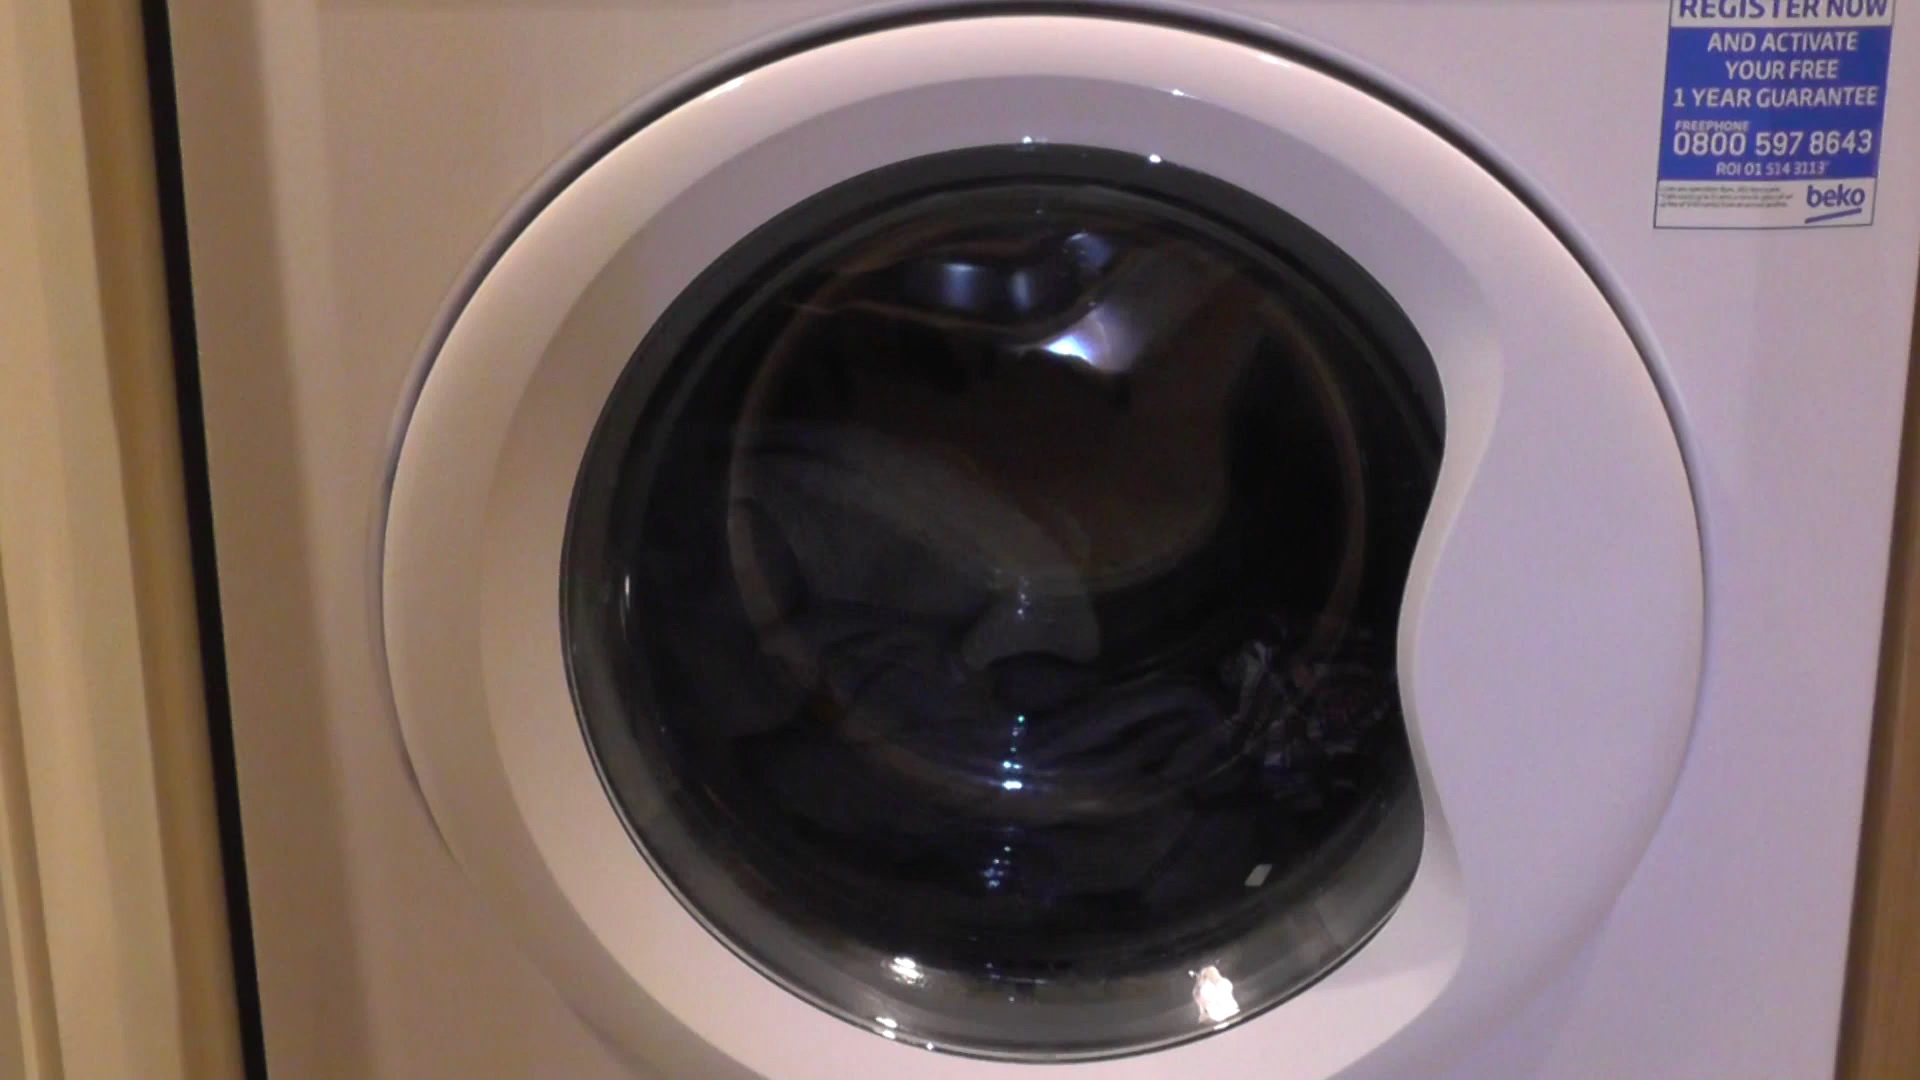 REGISTER NOW
AND ACTIVATE
YOUR FREE
1 YEAR GUARANTEE
FREEPHONE
0800 597 8643
ROI 01 514 3113
beko